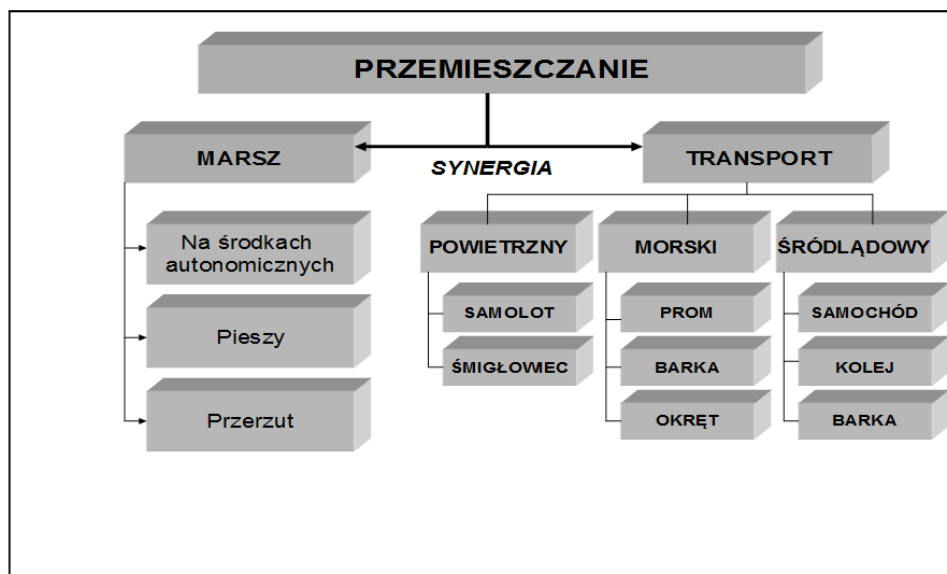 PRZEMIESZCZANIE
MARSZ
SYNERGIA
TRANSPORT
Na środkach
autonomicznych
Pieszy
Przerzut
POWIETRZNY
SAMOLOT
ŚMIGŁOWIEC
MORSKI
PROM
BARKA
OKRĘT
ŚRÓDLĄDOWY
SAMOCHÓD
KOLEJ
BARKA